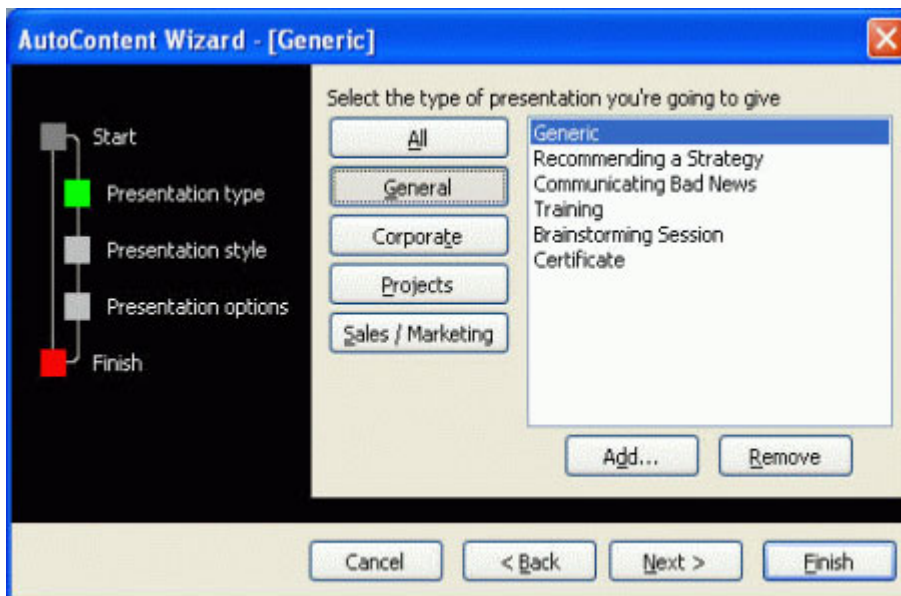 AutoContent Wizard - [Generic]
Start
Presentation type
Presentation style
Presentation options
Finish
Select the type of presentation you're going to give
All
General
Corporate
Projects
Sales / Marketing
Generic
Recommending a Strategy
Communicating Bad News
Training
Brainstorming Session
Certificate
Add...
Remove
Cancel
< Back
Next >
Finish